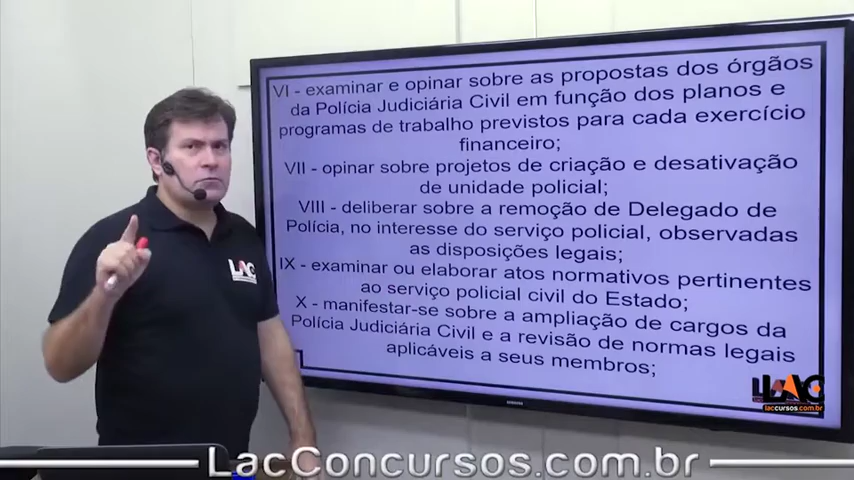 VI - examinar e opinar sobre as propostas dos órgãos
da Polícia Judiciária Civil em função dos planos e
programas de trabalho previstos para cada exercício
financeiro;
VII - opinar sobre projetos de criação e desativação
de unidade policial;
VIII - deliberar sobre a remoção de Delegado de
Polícia, no interesse do serviço policial, observadas
as disposições legais;
IX - examinar ou elaborar atos normativos pertinentes
ao serviço policial civil do Estado;
X - manifestar-se sobre a ampliação de cargos da
Polícia Judiciária Civil e a revisão de normas legais
aplicáveis a seus membros;
LAC
LAC
lacconcursos.com.br
SAMSUNG
LacConcursos.com.br